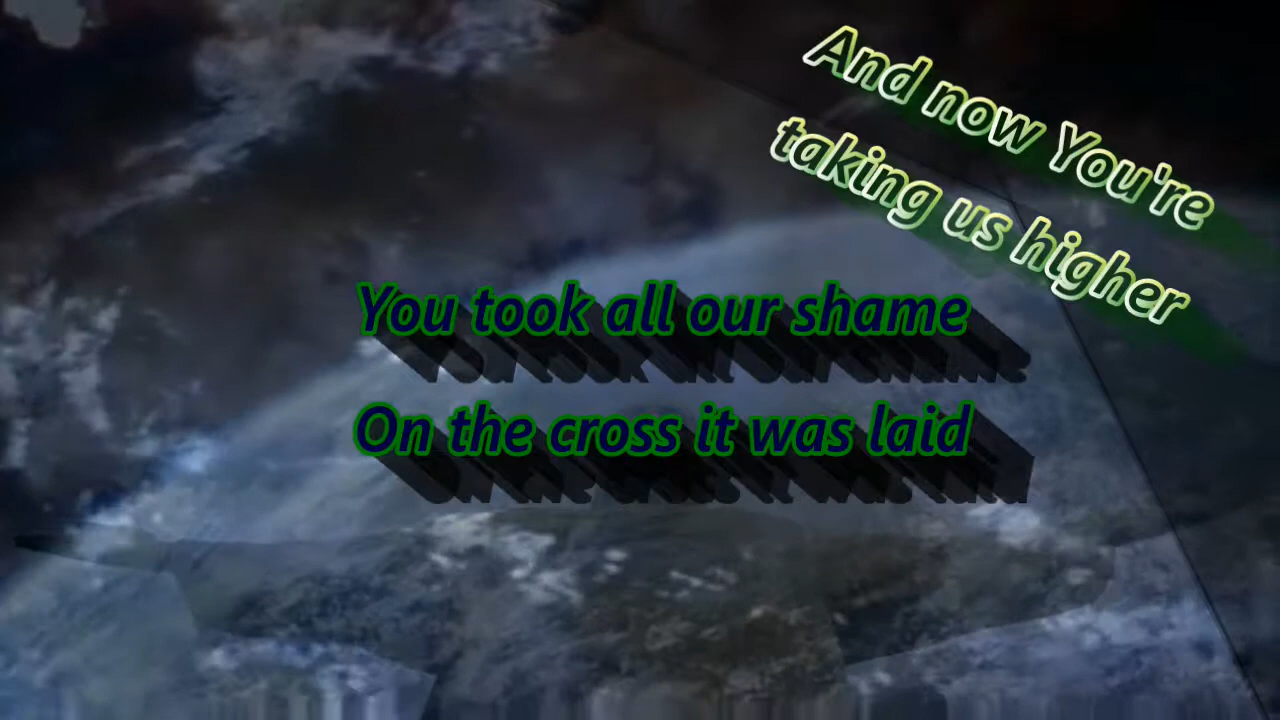 And now You're
taking us higher
You took all our shame
On the cross it was laid